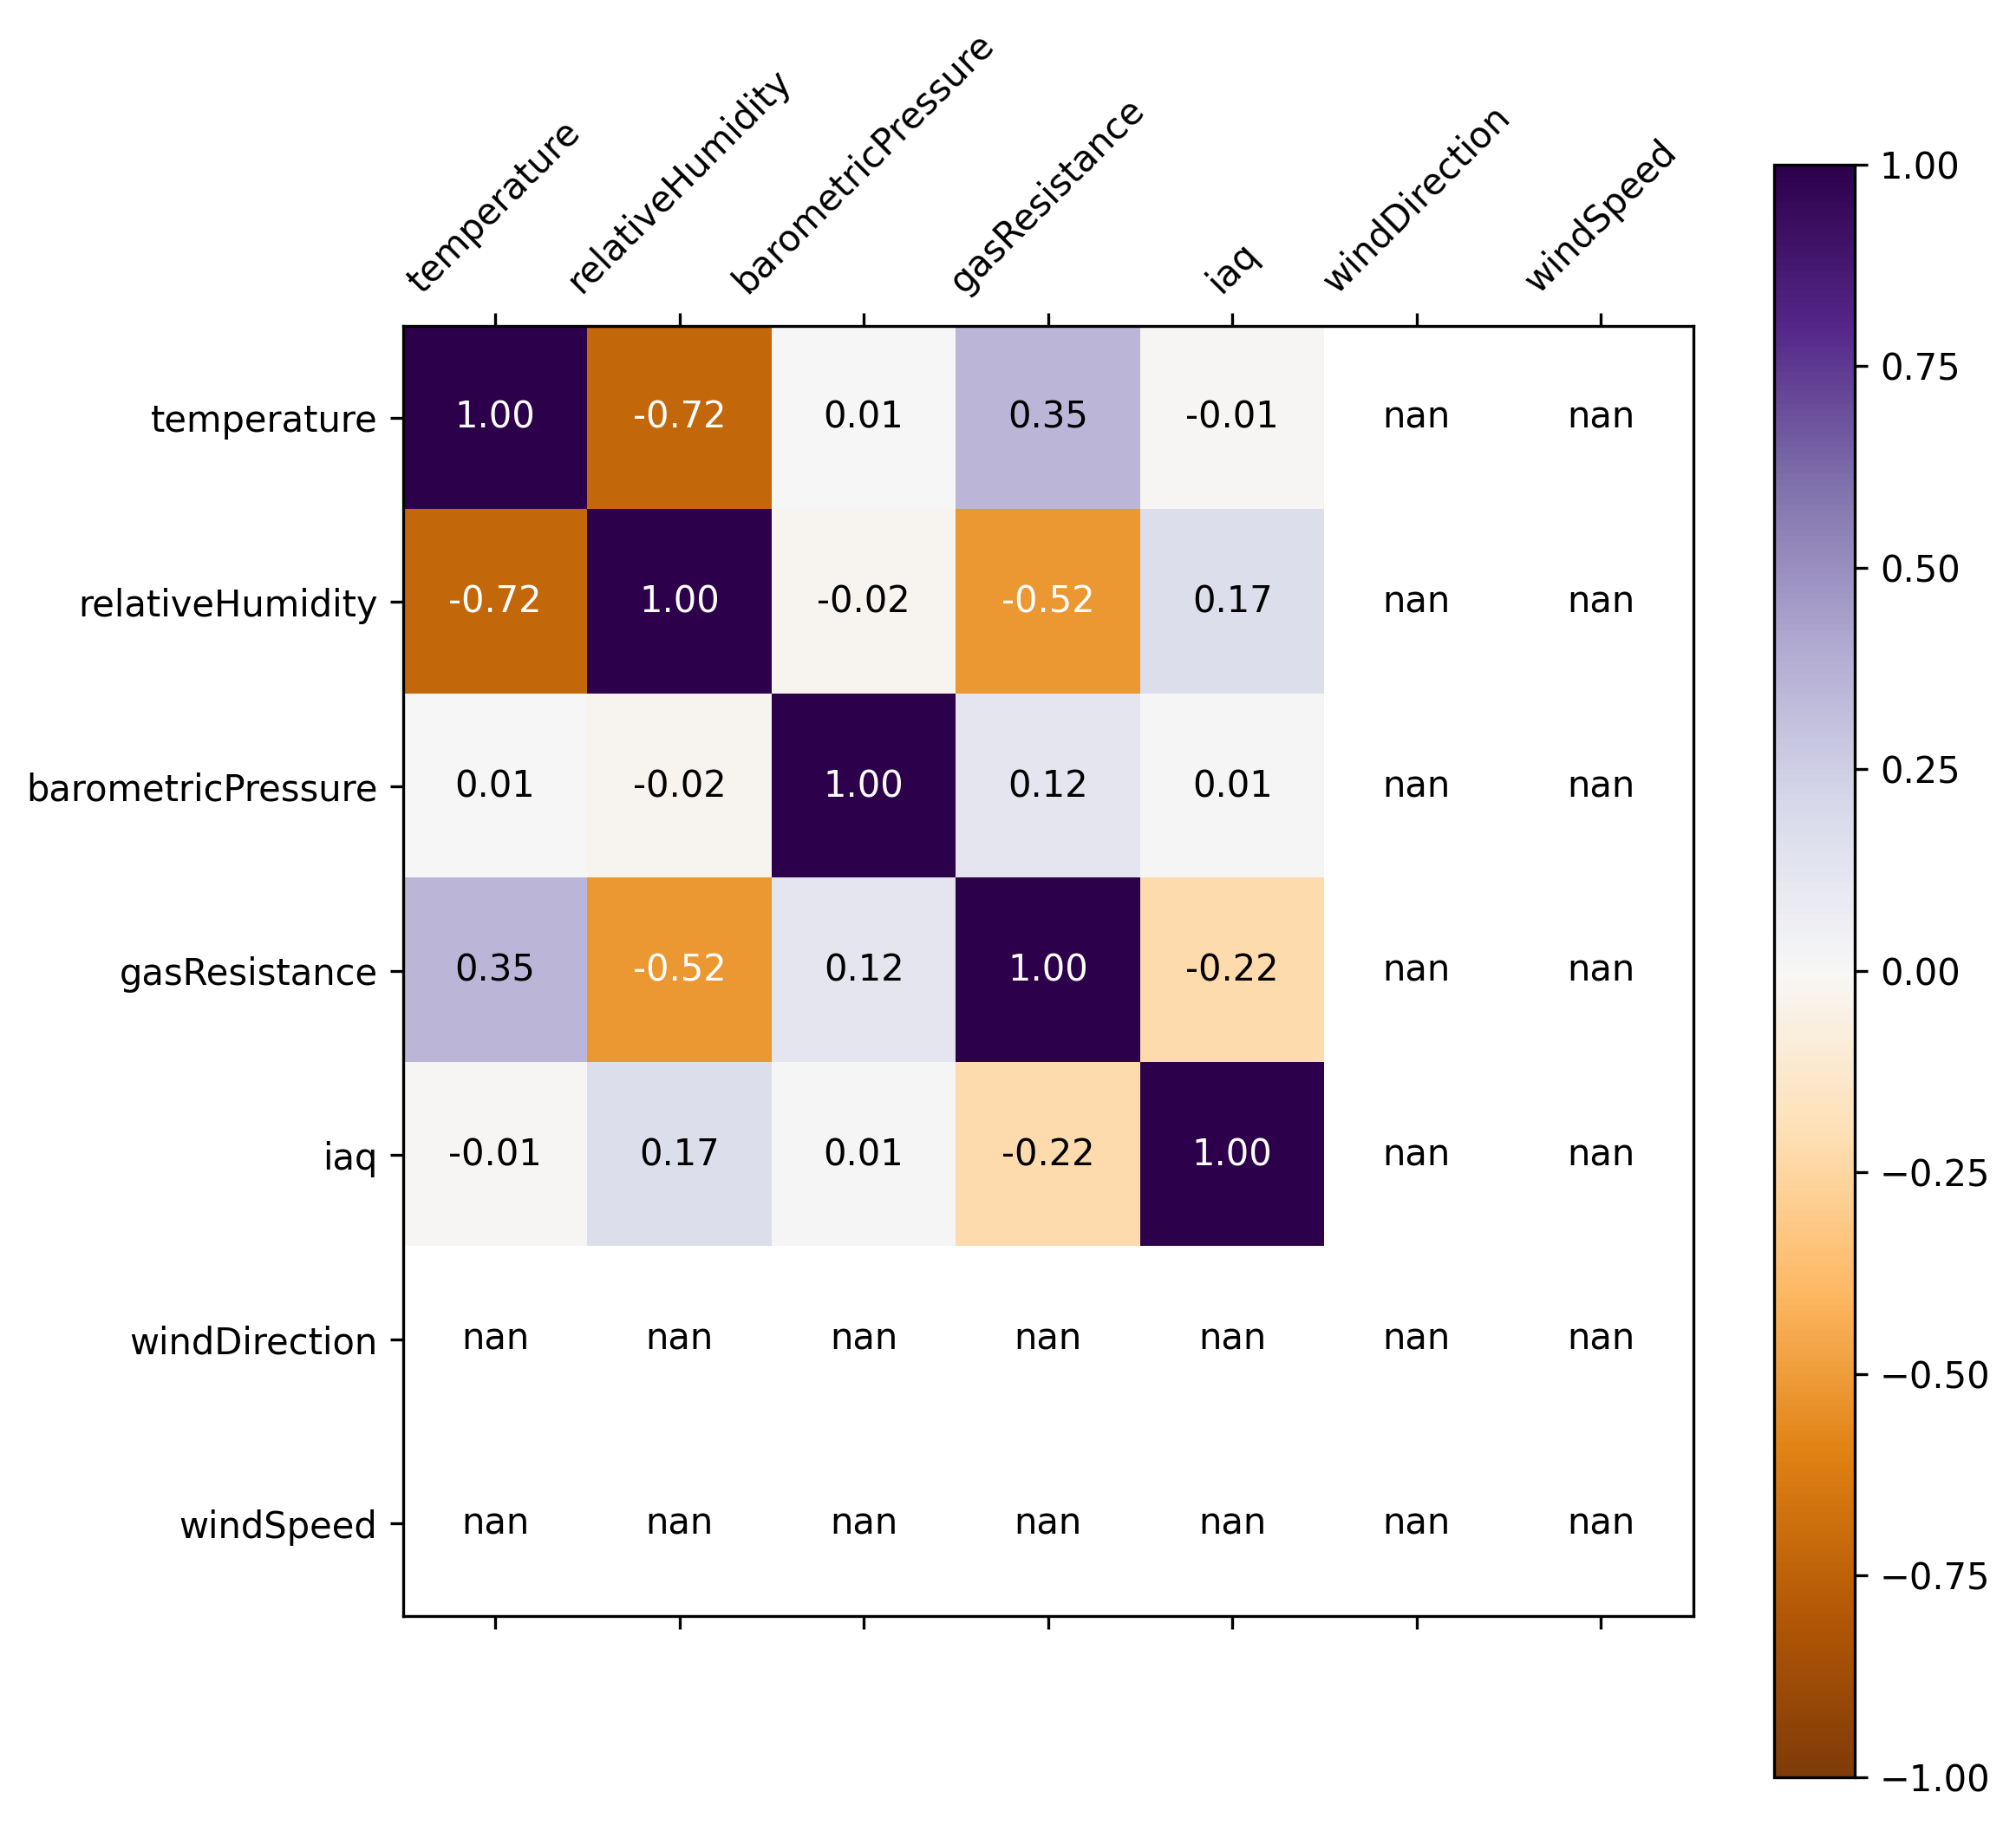 temperature
relativeHumidity
barometricPressure
gasResistance
iaq
windDirection
windSpeed
temperature 1.00 -0.72 0.01 0.35 -0.01 nan nan
relativeHumidity -0.72 1.00 -0.02 -0.52 0.17 nan nan
barometricPressure 0.01 -0.02 1.00 0.12 0.01 nan nan
gasResistance 0.35 -0.52 0.12 1.00 -0.22 nan nan
iaq -0.01 0.17 0.01 -0.22 1.00 nan nan
windDirection nan nan nan nan nan nan nan
windSpeed nan nan nan nan nan nan nan
1.00
0.75
0.50
0.25
0.00
−0.25
−0.50
−0.75
−1.00